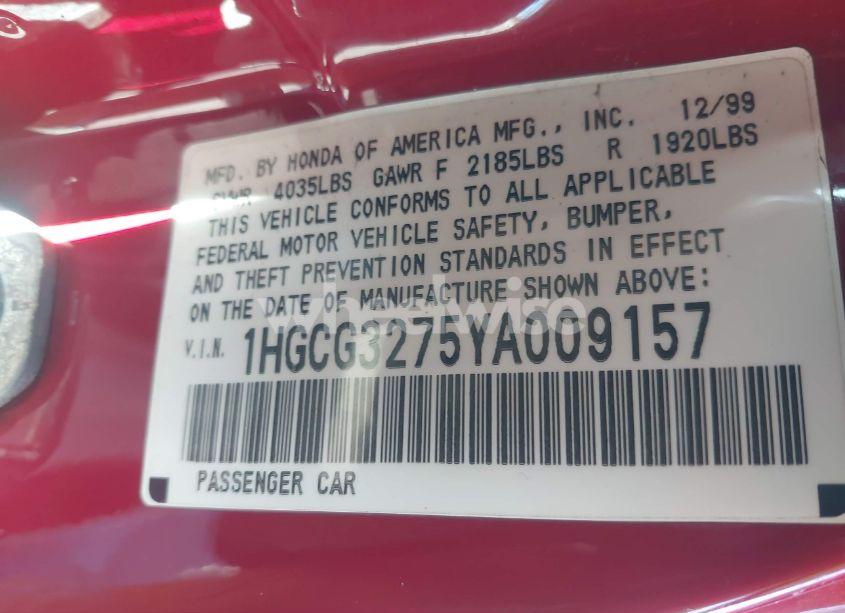 MFD. BY HONDA OF AMERICA MFG., INC. 12/99
GVWR 4035LBS GAWR F 2185LBS R 1920LBS
THIS VEHICLE CONFORMS TO ALL APPLICABLE
FEDERAL MOTOR VEHICLE SAFETY, BUMPER,
AND THEFT PREVENTION STANDARDS IN EFFECT
ON THE DATE OF MANUFACTURE SHOWN ABOVE:
V.I.N. 1HGCG3275YA009157
PASSENGER CAR
wheelwise